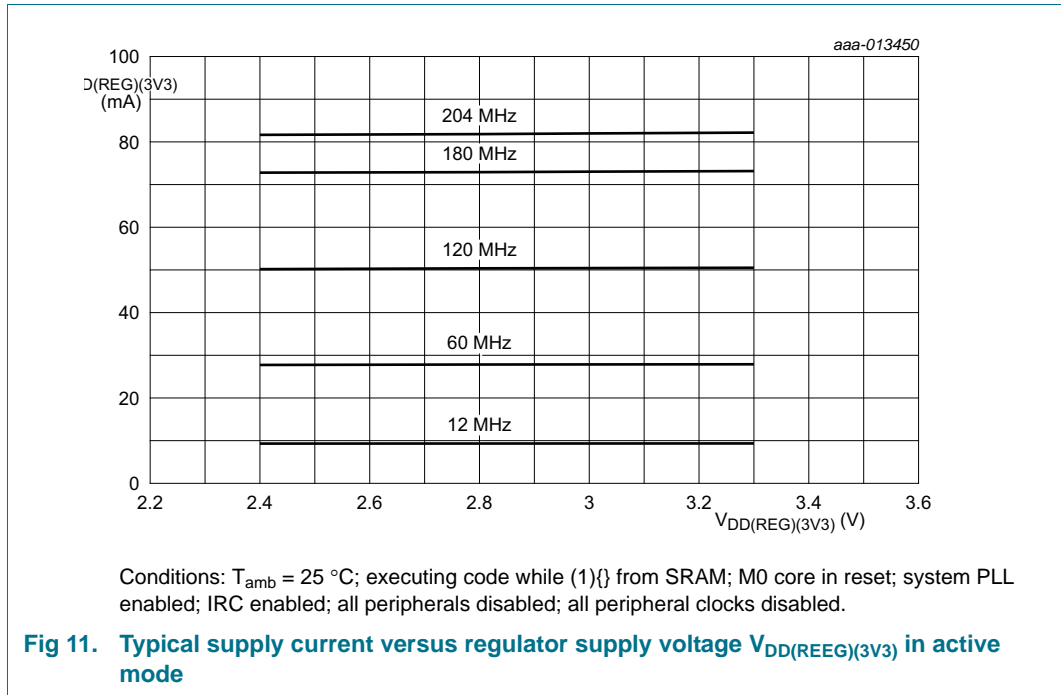 aaa-013450
100
D(REG)(3V3)
(mA)
80
60
40
20
0
204 MHz
180 MHz
120 MHz
60 MHz
12 MHz
2.2 2.4 2.6 2.8 3 3.2 3.4 3.6
VDD(REG)(3V3) (V)
Conditions: Tamb = 25 °C; executing code while (1){} from SRAM; M0 core in reset; system PLL
enabled; IRC enabled; all peripherals disabled; all peripheral clocks disabled.
Fig 11. Typical supply current versus regulator supply voltage VDD(REEG)(3V3) in active
mode